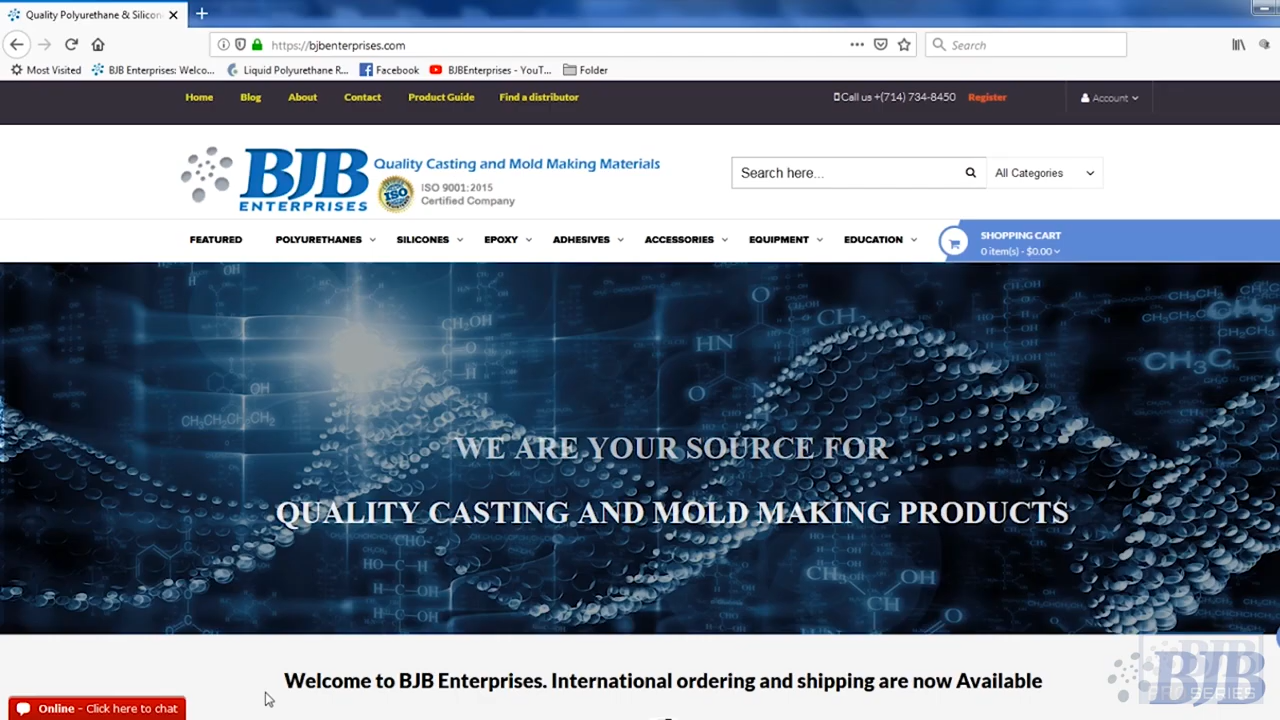 Quality Polyurethane & Silicon
https://bjbenterprises.com
Search
Most Visited
BJB Enterprises: Welco...
Liquid Polyurethane R...
Facebook
BJBEnterprises - YouT...
Folder
Home
Blog
About
Contact
Product Guide
Find a distributor
Call us +(714) 734-8450
Register
Account
BJB
ENTERPRISES
Quality Casting and Mold Making Materials
ISO
ISO 9001:2015
Certified Company
Search here...
All Categories
FEATURED
POLYURETHANES
SILICONES
EPOXY
ADHESIVES
ACCESSORIES
EQUIPMENT
EDUCATION
SHOPPING CART
0 item(s) - $0.00
WE ARE YOUR SOURCE FOR
QUALITY CASTING AND MOLD MAKING PRODUCTS
Welcome to BJB Enterprises. International ordering and shipping are now Available
Online - Click here to chat
BJB
PRO SERIES